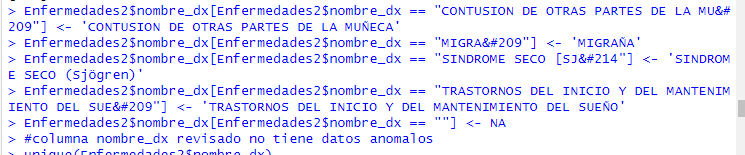 > Enfermedades2$nombre_dx[Enfermedades2$nombre_dx == "CONTUSION DE OTRAS PARTES DE LA MU&#
209"] <- 'CONTUSION DE OTRAS PARTES DE LA MUÑECA'
> Enfermedades2$nombre_dx[Enfermedades2$nombre_dx == "MIGRA&#209"] <- 'MIGRAÑA'
> Enfermedades2$nombre_dx[Enfermedades2$nombre_dx == "SINDROME SECO [SJ&#214"] <- 'SINDROM
E SECO (Sjögren)'
> Enfermedades2$nombre_dx[Enfermedades2$nombre_dx == "TRASTORNOS DEL INICIO Y DEL MANTENIM
IENTO DEL SUE&#209"] <- 'TRASTORNOS DEL INICIO Y DEL MANTENIMIENTO DEL SUEÑO'
> Enfermedades2$nombre_dx[Enfermedades2$nombre_dx == ""] <- NA
> #columna nombre_dx revisado no tiene datos anomalos
> unique(Enfermedades2$nombre_dx)